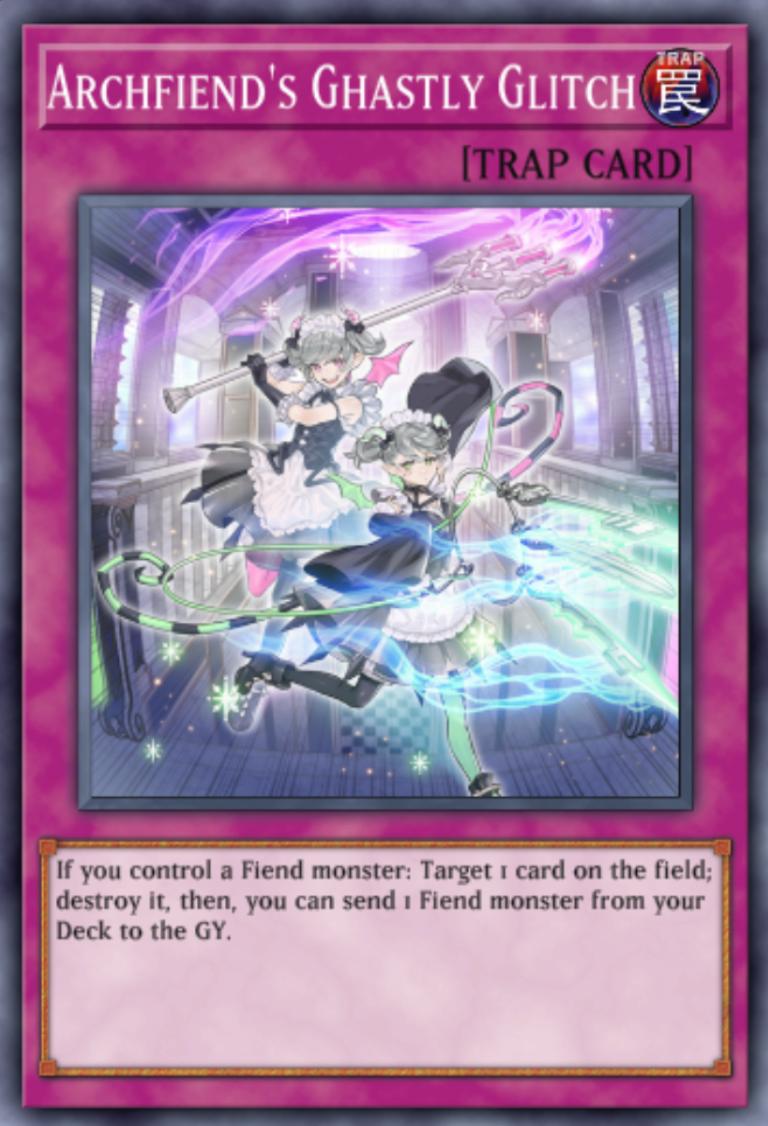 ARCHFIEND'S GHASTLY GLITCH
TRAP
罠
[TRAP CARD]
If you control a Fiend monster: Target 1 card on the field;
destroy it, then, you can send 1 Fiend monster from your
Deck to the GY.